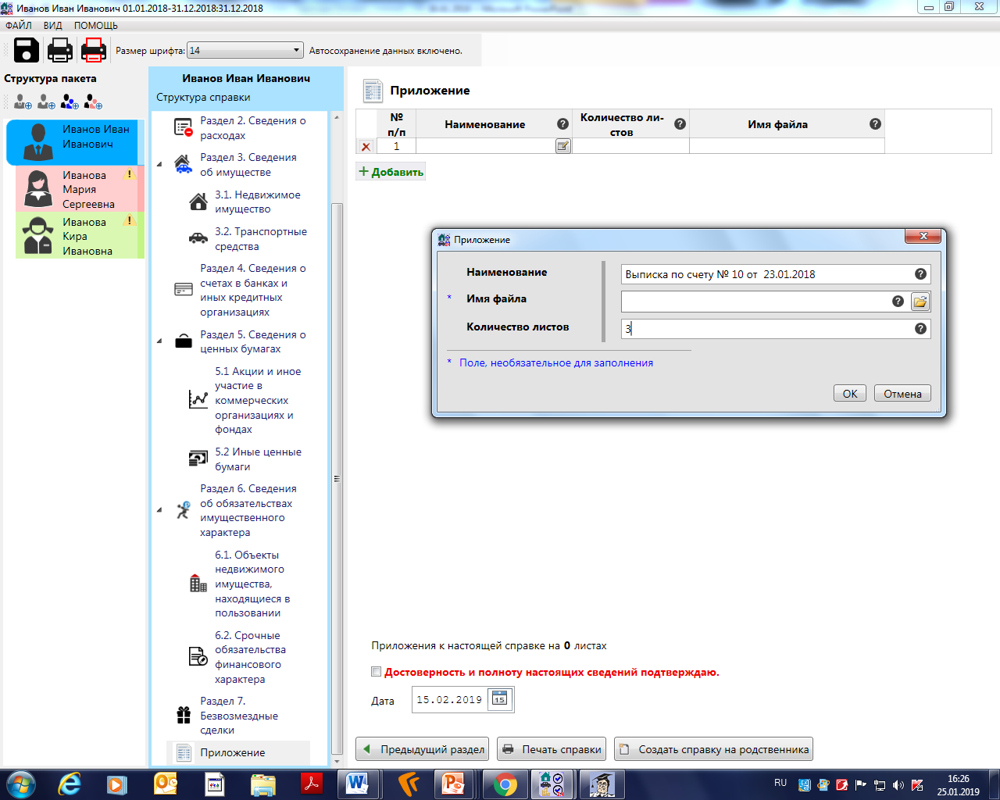 Иванов Иван Иванович 01.01.2018-31.12.2018:31.12.2018
ФАЙЛ ВИД ПОМОЩЬ
Размер шрифта: 14 Автосохранение данных включено.
Структура пакета
Иванов Иван
Иванович
Иванова
Мария
Сергеевна
Иванова
Кира
Ивановна
Иванов Иван Иванович
Структура справки
Раздел 2. Сведения о
расходах
Раздел 3. Сведения
об имуществе
3.1. Недвижимое
имущество
3.2. Транспортные
средства
Раздел 4. Сведения о
счетах в банках и
иных кредитных
организациях
Раздел 5. Сведения о
ценных бумагах
5.1 Акции и иное
участие в
коммерческих
организациях и
фондах
5.2 Иные ценные
бумаги
Раздел 6. Сведения
об обязательствах
имущественного
характера
6.1. Объекты
недвижимого
имущества,
находящиеся в
пользовании
6.2. Срочные
обязательства
финансового
характера
Раздел 7.
Безвозмездные
сделки
Приложение
Приложение
№
п/п
Наименование
Количество ли-
стов
Имя файла
1
+ Добавить
Приложение
Наименование Выписка по счету № 10 от 23.01.2018
* Имя файла
Количество листов 3
* Поле, необязательное для заполнения
ОК Отмена
Приложения к настоящей справке на 0 листах
Достоверность и полноту настоящих сведений подтверждаю.
Дата 15.02.2019 15
Предыдущий раздел Печать справки Создать справку на родственника
RU
16:26
25.01.2019